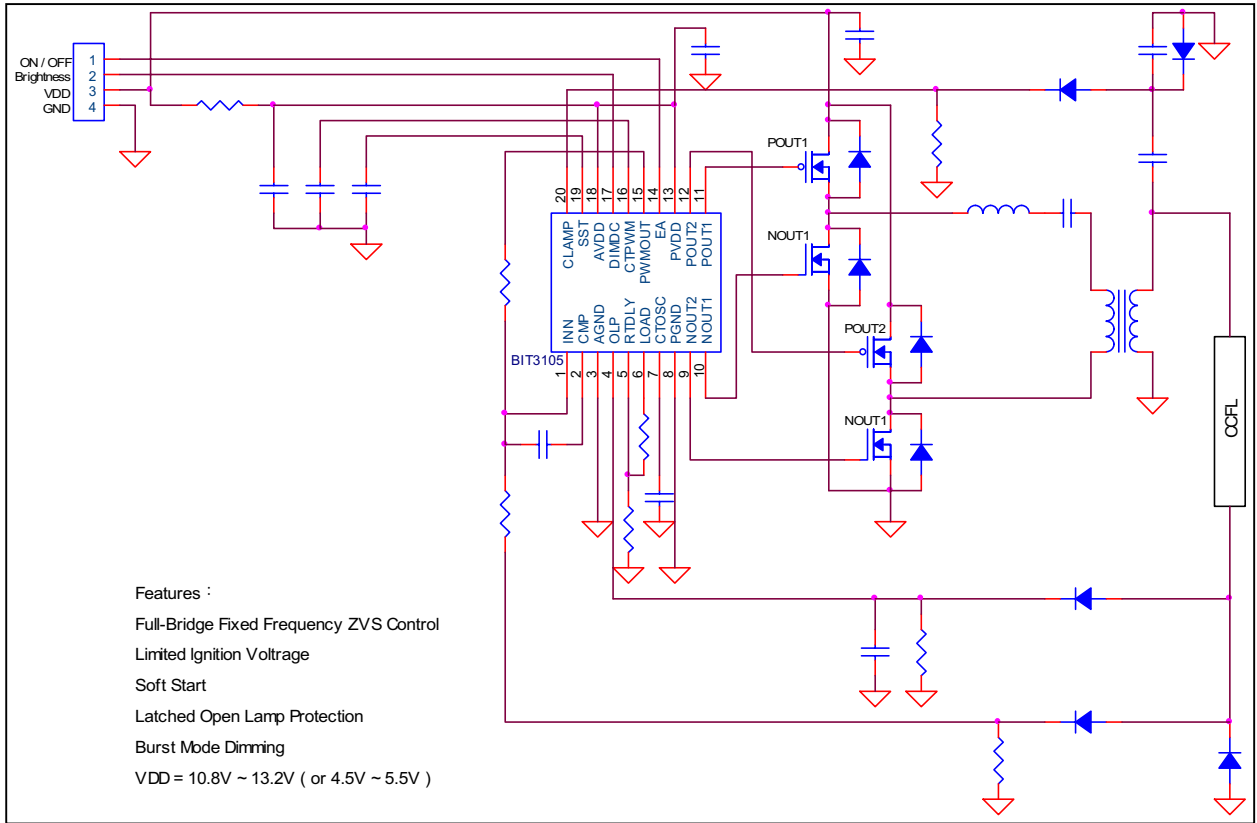 ON / OFF 1
Brightness 2
VDD 3
GND 4
POUT1
NOUT1
POUT2
NOUT1
20 19 18 17 16 15 14 13 12 11
CLAMP SST AVDD DIMDC CTPWM PWMOUT EA PVDD POUT2 POUT1
INN CMP AGND OLP RTDLY LOAD CTOSC PGND NOUT2 NOUT1
BIT3105
1 2 3 4 5 6 7 8 9 10
CCFL
Features :
Full-Bridge Fixed Frequency ZVS Control
Limited Ignition Voltrage
Soft Start
Latched Open Lamp Protection
Burst Mode Dimming
VDD = 10.8V ~ 13.2V ( or 4.5V ~ 5.5V )